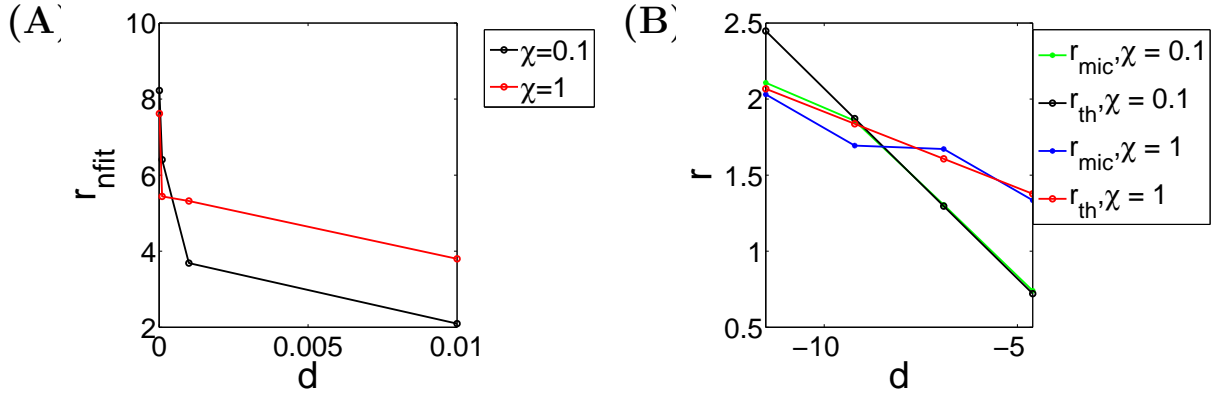 (A)
10
8
6
4
2
r_nfit
0
0.005
0.01
d
χ=0.1
χ=1
(B)
2.5
2
1.5
1
0.5
r
−10
−5
d
r_mic,χ = 0.1
r_th,χ = 0.1
r_mic,χ = 1
r_th,χ = 1